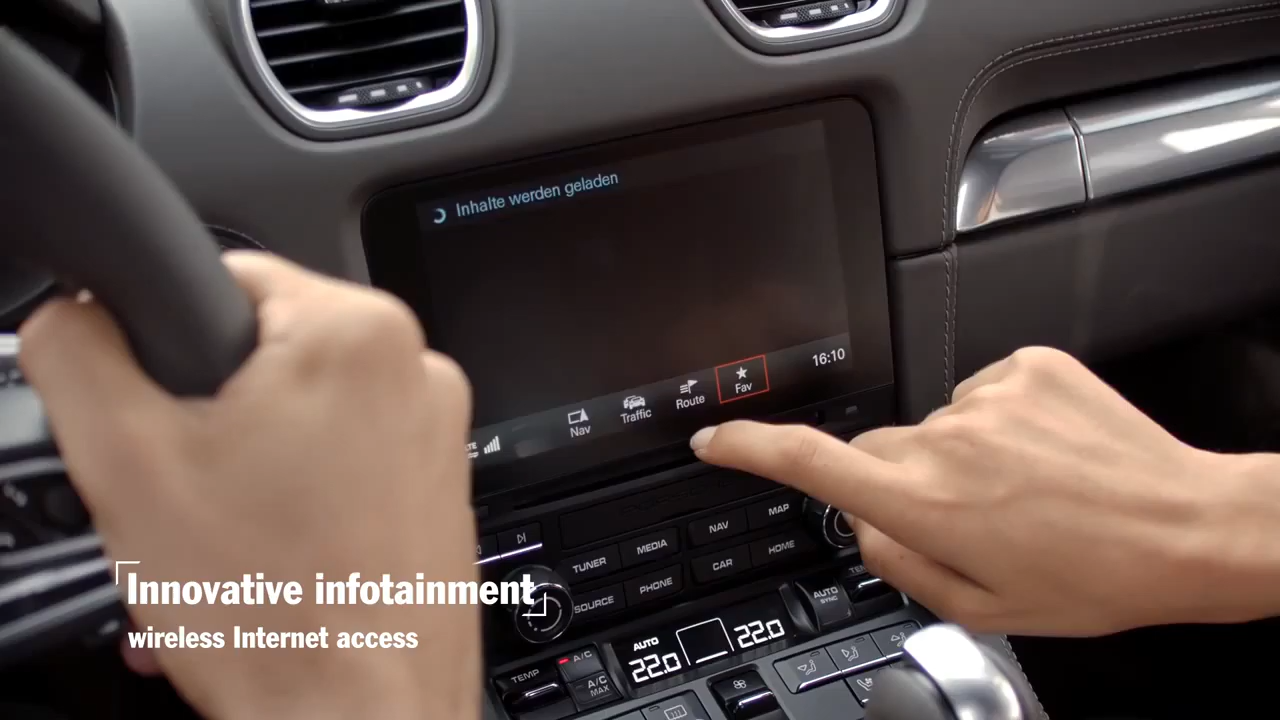 Inhalte werden geladen
16:10
Fav
Route
Traffic
Nav
TUNER
MEDIA
NAV
MAP
SOURCE
PHONE
CAR
HOME
AUTO
SYNC
AUTO
22.0
22.0
TEMP
A/C
A/C
MAX
Innovative infotainment
wireless Internet access